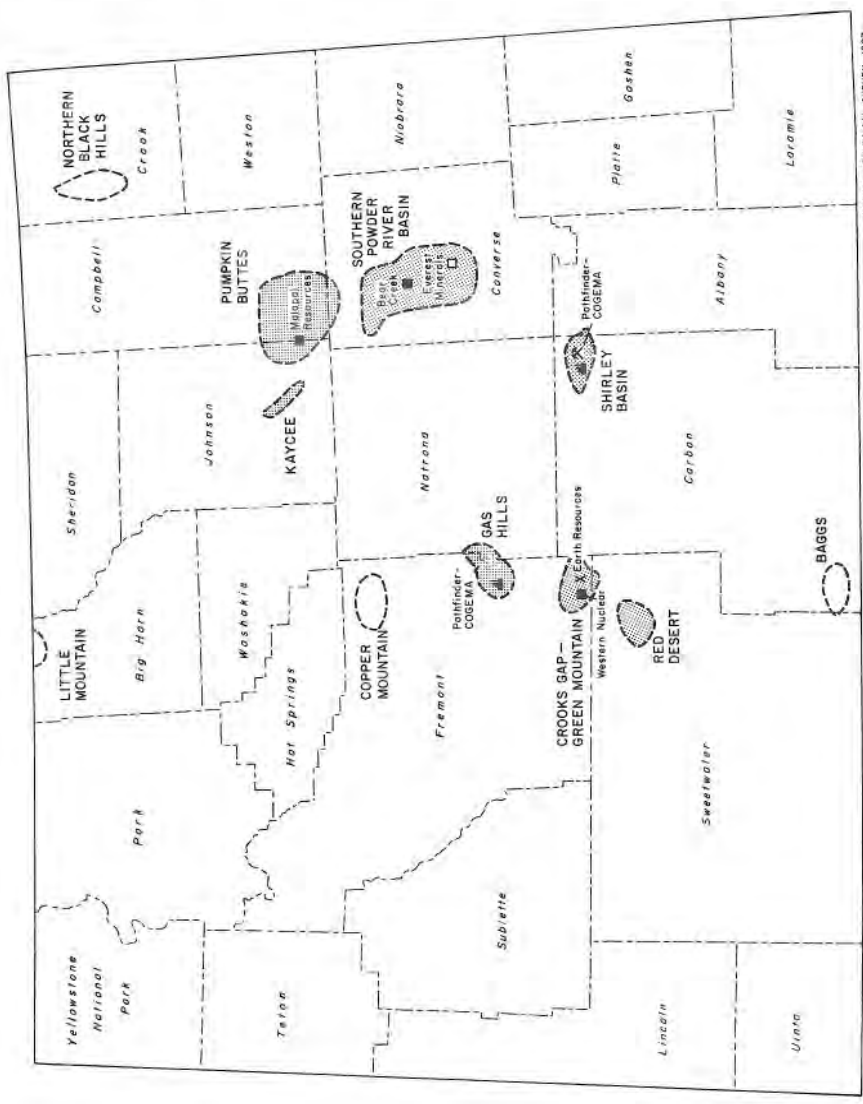 Yellowstone
National
Park
Park
Teton
LITTLE
MOUNTAIN
Big Horn
Sheridan
Campbell
NORTHERN
BLACK
HILLS
Crook
Johnson
Washakie
Hot Springs
KAYCEE
PUMPKIN
BUTTES
Malapai
Resources
Weston
COPPER
MOUNTAIN
Fremont
Natrona
SOUTHERN
POWDER
RIVER
BASIN
Bear
Creek
Everest
Minerals
Converse
Niobrara
Pathfinder-
COGEMA
GAS
HILLS
Sublette
CROOKS GAP—
GREEN MOUNTAIN
Earth Resources
Western Nuclear
Pathfinder-
COGEMA
SHIRLEY
BASIN
Platte
Goshen
Lincoln
Sweetwater
RED
DESERT
Carbon
Albany
Laramie
Uinta
BAGGS